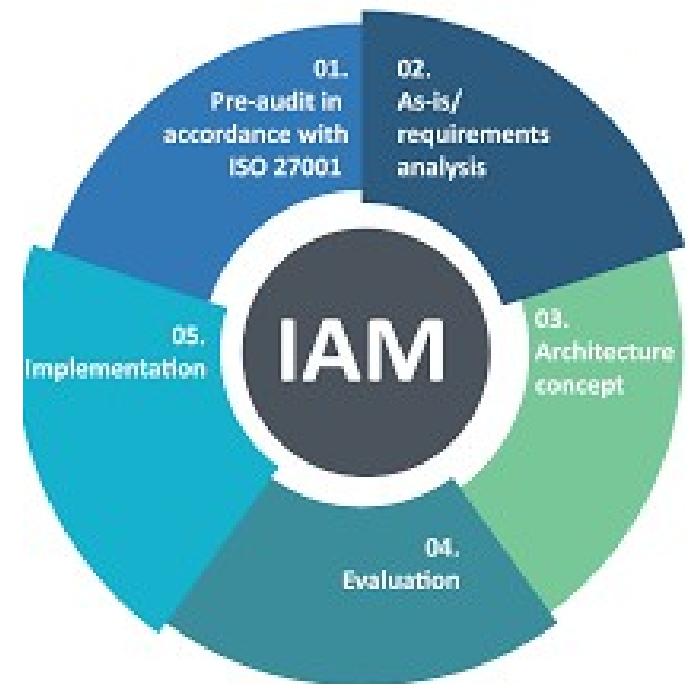 01.
Pre-audit in
accordance with
ISO 27001
02.
As-is/
requirements
analysis
03.
Architecture
concept
04.
Evaluation
05.
Implementation
IAM